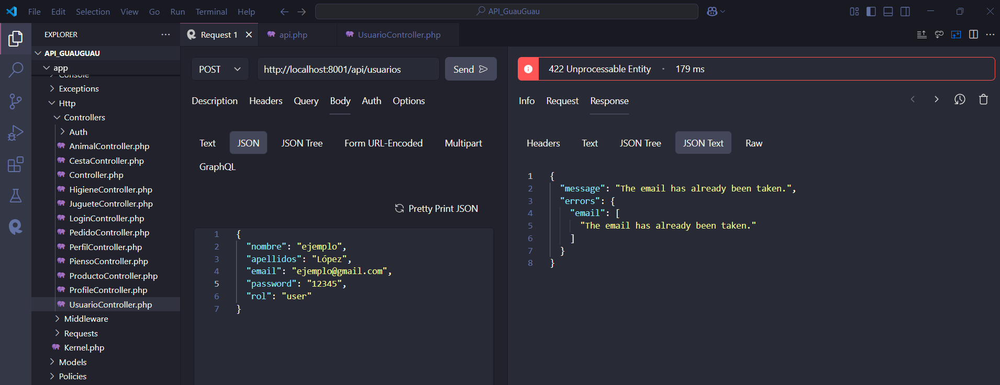 File Edit Selection View Go Run Terminal Help API_GuauGuau
EXPLORER
API_GUAUGUAU
app
Console
Exceptions
Http
Controllers
Auth
AnimalController.php
CestaController.php
Controller.php
HigieneController.php
JugueteController.php
LoginController.php
PedidoController.php
PerfilController.php
PiensoController.php
ProductoController.php
ProfileController.php
UsuarioController.php
Middleware
Requests
Kernel.php
Models
Policies
Request 1 api.php UsuarioController.php
POST http://localhost:8001/api/usuarios Send
Description Headers Query Body Auth Options
Text JSON JSON Tree Form URL-Encoded Multipart
GraphQL
Pretty Print JSON
1 {
2 "nombre": "ejemplo",
3 "apellidos": "López",
4 "email": "ejemplo@gmail.com",
5 "password": "12345",
6 "rol": "user"
7 }
422 Unprocessable Entity · 179 ms
Info Request Response
Headers Text JSON Tree JSON Text Raw
1 {
2 "message": "The email has already been taken.",
3 "errors": {
4 "email": [
5 "The email has already been taken."
6 ]
7 }
8 }